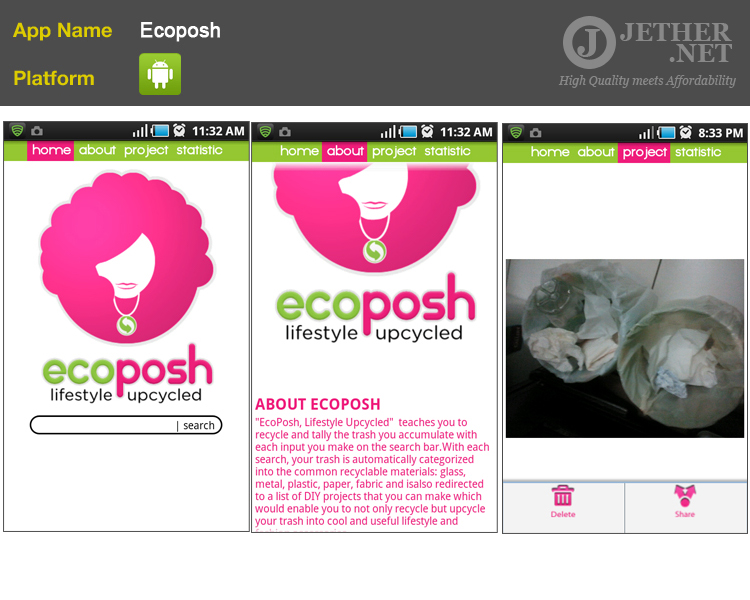 App Name Ecoposh
Platform
J JETHER
.NET
High Quality meets Affordability
11:32 AM
home about project statistic
ecoposh
lifestyle upcycled
| search
11:32 AM
home about project statistic
ecoposh
lifestyle upcycled
ABOUT ECOPOSH
"EcoPosh, Lifestyle Upcycled" teaches you to
recycle and tally the trash you accumulate with
each input you make on the search bar.With each
search, your trash is automatically categorized
into the common recyclable materials: glass,
metal, plastic, paper, fabric and isalso redirected
to a list of DIY projects that you can make which
would enable you to not only recycle but upcycle
your trash into cool and useful lifestyle and
8:33 PM
home about project statistic
Delete
Share